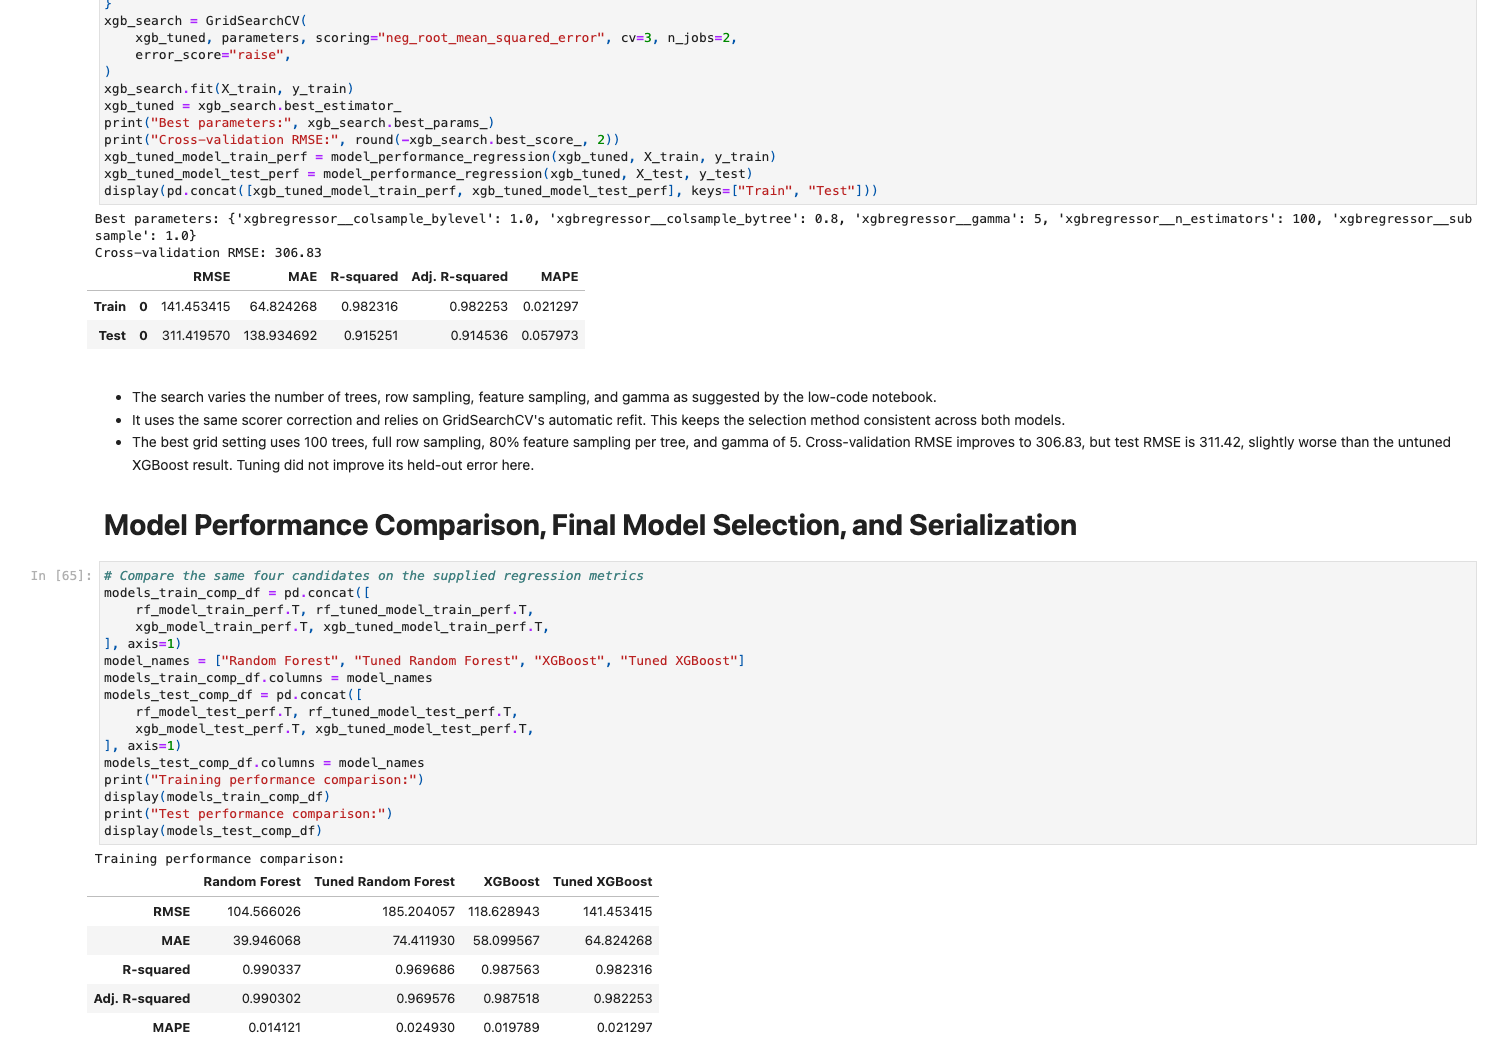 }
xgb_search = GridSearchCV(
    xgb_tuned, parameters, scoring="neg_root_mean_squared_error", cv=3, n_jobs=2,
    error_score="raise",
)
xgb_search.fit(X_train, y_train)
xgb_tuned = xgb_search.best_estimator_
print("Best parameters:", xgb_search.best_params_)
print("Cross-validation RMSE:", round(-xgb_search.best_score_, 2))
xgb_tuned_model_train_perf = model_performance_regression(xgb_tuned, X_train, y_train)
xgb_tuned_model_test_perf = model_performance_regression(xgb_tuned, X_test, y_test)
display(pd.concat([xgb_tuned_model_train_perf, xgb_tuned_model_test_perf], keys=["Train", "Test"]))
Best parameters: {'xgbregressor__colsample_bylevel': 1.0, 'xgbregressor__colsample_bytree': 0.8, 'xgbregressor__gamma': 5, 'xgbregressor__n_estimators': 100, 'xgbregressor__sub
sample': 1.0}
Cross-validation RMSE: 306.83
RMSE MAE R-squared Adj. R-squared MAPE
Train 0 141.453415 64.824268 0.982316 0.982253 0.021297
Test 0 311.419570 138.934692 0.915251 0.914536 0.057973
• The search varies the number of trees, row sampling, feature sampling, and gamma as suggested by the low-code notebook.
• It uses the same scorer correction and relies on GridSearchCV's automatic refit. This keeps the selection method consistent across both models.
• The best grid setting uses 100 trees, full row sampling, 80% feature sampling per tree, and gamma of 5. Cross-validation RMSE improves to 306.83, but test RMSE is 311.42, slightly worse than the untuned
XGBoost result. Tuning did not improve its held-out error here.
Model Performance Comparison, Final Model Selection, and Serialization
In [65]: # Compare the same four candidates on the supplied regression metrics
models_train_comp_df = pd.concat([
    rf_model_train_perf.T, rf_tuned_model_train_perf.T,
    xgb_model_train_perf.T, xgb_tuned_model_train_perf.T,
], axis=1)
model_names = ["Random Forest", "Tuned Random Forest", "XGBoost", "Tuned XGBoost"]
models_train_comp_df.columns = model_names
models_test_comp_df = pd.concat([
    rf_model_test_perf.T, rf_tuned_model_test_perf.T,
    xgb_model_test_perf.T, xgb_tuned_model_test_perf.T,
], axis=1)
models_test_comp_df.columns = model_names
print("Training performance comparison:")
display(models_train_comp_df)
print("Test performance comparison:")
display(models_test_comp_df)
Training performance comparison:
Random Forest Tuned Random Forest XGBoost Tuned XGBoost
RMSE 104.566026 185.204057 118.628943 141.453415
MAE 39.946068 74.411930 58.099567 64.824268
R-squared 0.990337 0.969686 0.987563 0.982316
Adj. R-squared 0.990302 0.969576 0.987518 0.982253
MAPE 0.014121 0.024930 0.019789 0.021297